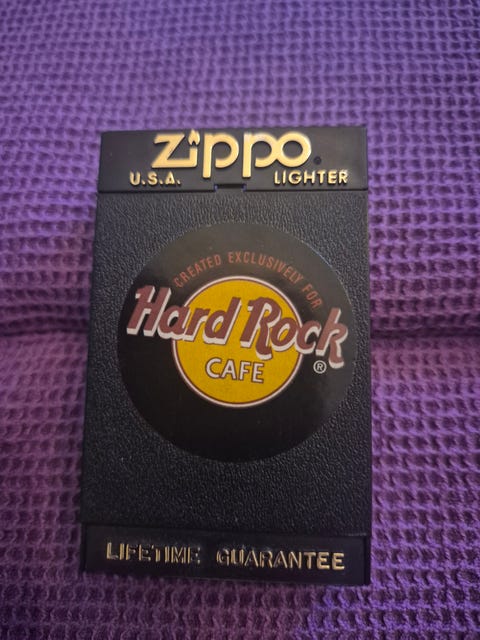 zippo
U.S.A. LIGHTER
CREATED EXCLUSIVELY FOR
Hard Rock
CAFE ®
LIFETIME GUARANTEE